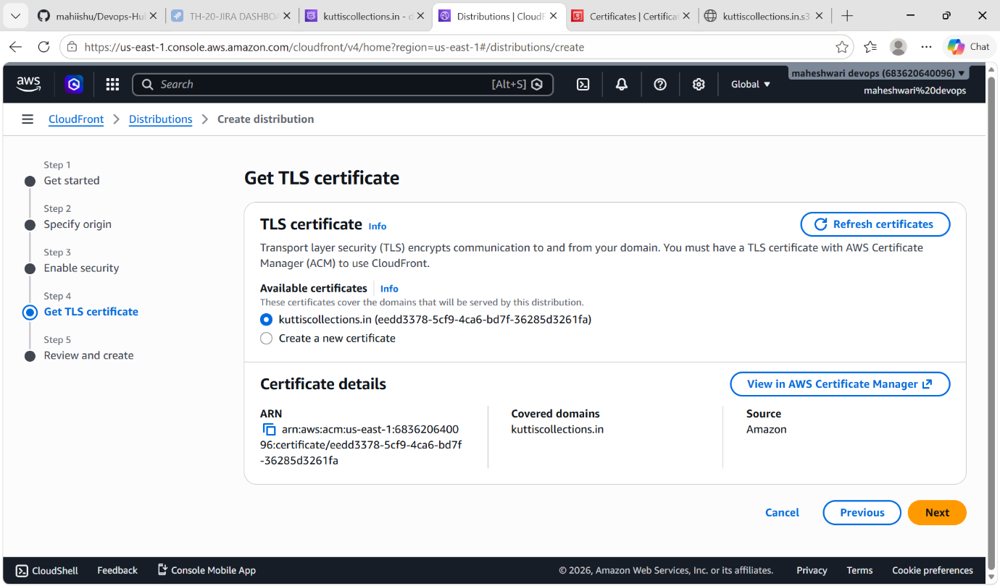 mahiishu/Devops-Hu
TH-20-JIRA DASHBOA
kuttiscollections.in - d
Distributions | CloudF
Certificates | Certificat
kuttiscollections.in.s3
https://us-east-1.console.aws.amazon.com/cloudfront/v4/home?region=us-east-1#/distributions/create
Chat
aws
Search
[Alt+S]
Global
maheshwari devops (683620640096)
maheshwari%20devops
CloudFront
Distributions
Create distribution
Step 1
Get started
Step 2
Specify origin
Step 3
Enable security
Step 4
Get TLS certificate
Step 5
Review and create
Get TLS certificate
TLS certificate Info
Refresh certificates
Transport layer security (TLS) encrypts communication to and from your domain. You must have a TLS certificate with AWS Certificate
Manager (ACM) to use CloudFront.
Available certificates Info
These certificates cover the domains that will be served by this distribution.
kuttiscollections.in (eedd3378-5cf9-4ca6-bd7f-36285d3261fa)
Create a new certificate
Certificate details
View in AWS Certificate Manager
ARN
arn:aws:acm:us-east-1:6836206400
96:certificate/eedd3378-5cf9-4ca6-bd7f
-36285d3261fa
Covered domains
kuttiscollections.in
Source
Amazon
Cancel
Previous
Next
CloudShell
Feedback
Console Mobile App
© 2026, Amazon Web Services, Inc. or its affiliates.
Privacy
Terms
Cookie preferences